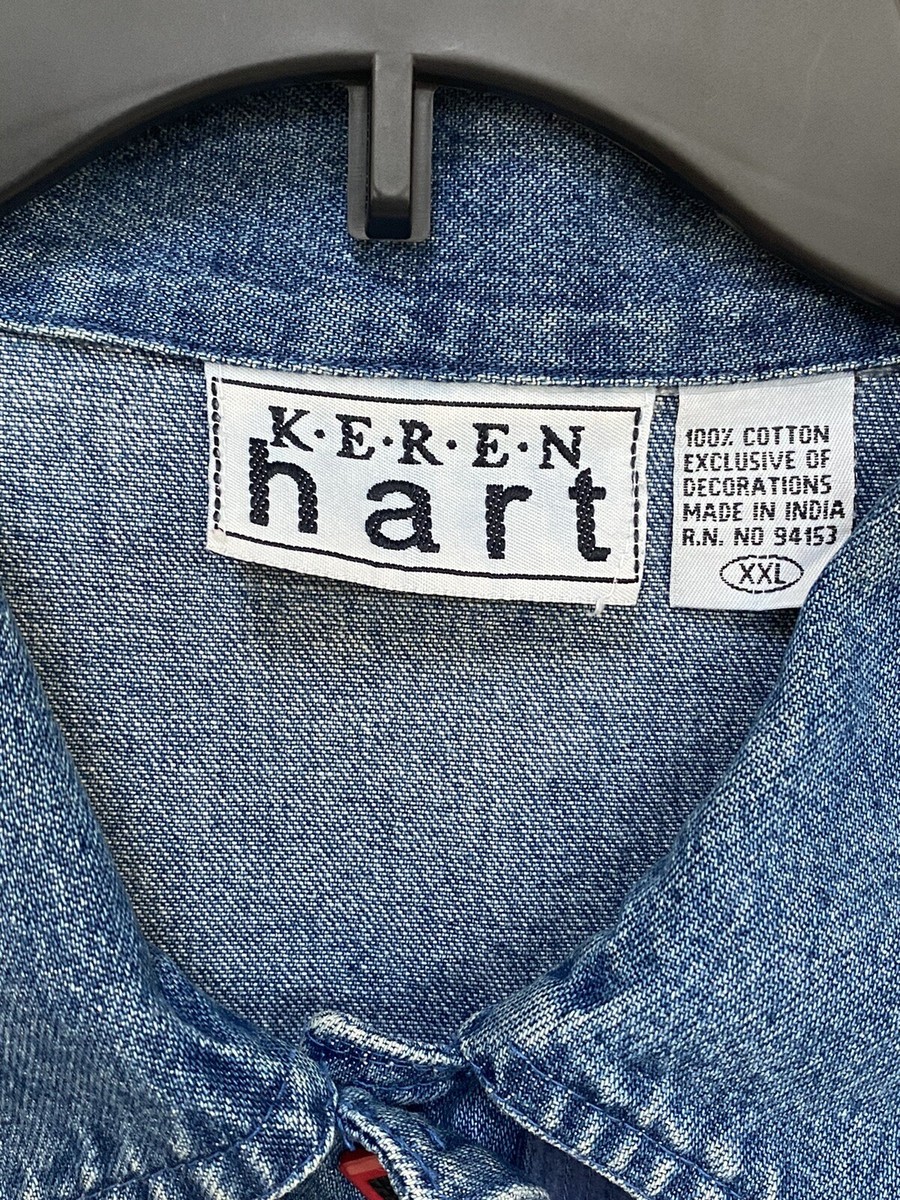 K·E·R·E·N
hart
100% COTTON
EXCLUSIVE OF
DECORATIONS
MADE IN INDIA
R.N. NO 94153
XXL